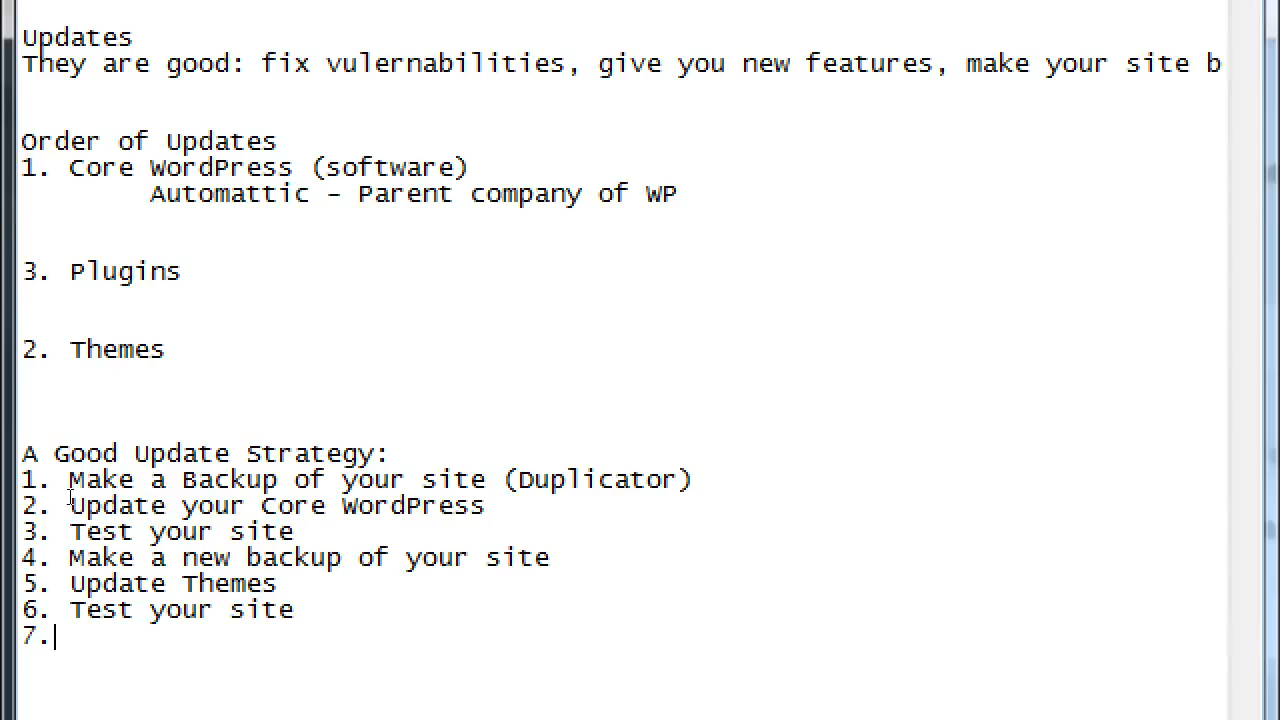 Updates
They are good: fix vulernabilities, give you new features, make your site b
Order of Updates
1. Core WordPress (software)
Automattic – Parent company of WP
3. Plugins
2. Themes
A Good Update Strategy:
1. Make a Backup of your site (Duplicator)
2. Update your Core WordPress
3. Test your site
4. Make a new backup of your site
5. Update Themes
6. Test your site
7.